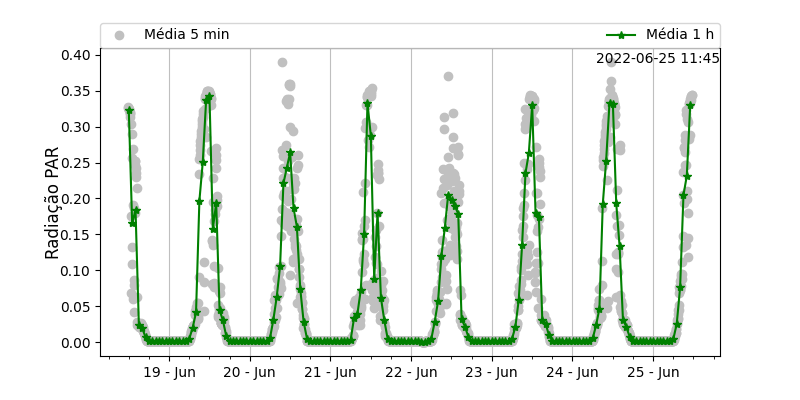 Média 5 min
Média 1 h
2022-06-25 11:45
Radiação PAR
0.40
0.35
0.30
0.25
0.20
0.15
0.10
0.05
0.00
19 - Jun
20 - Jun
21 - Jun
22 - Jun
23 - Jun
24 - Jun
25 - Jun